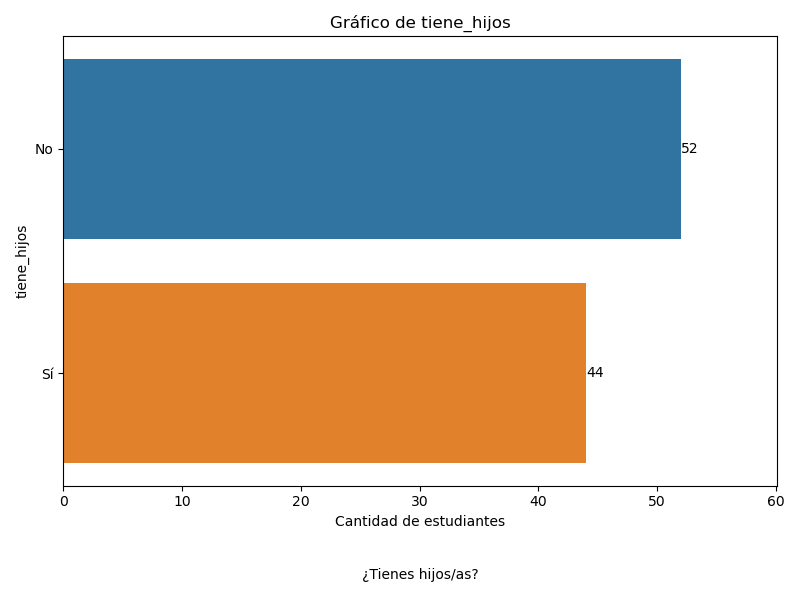 Gráfico de tiene_hijos
No
52
tiene_hijos
Sí
44
0 10 20 30 40 50 60
Cantidad de estudiantes
¿Tienes hijos/as?